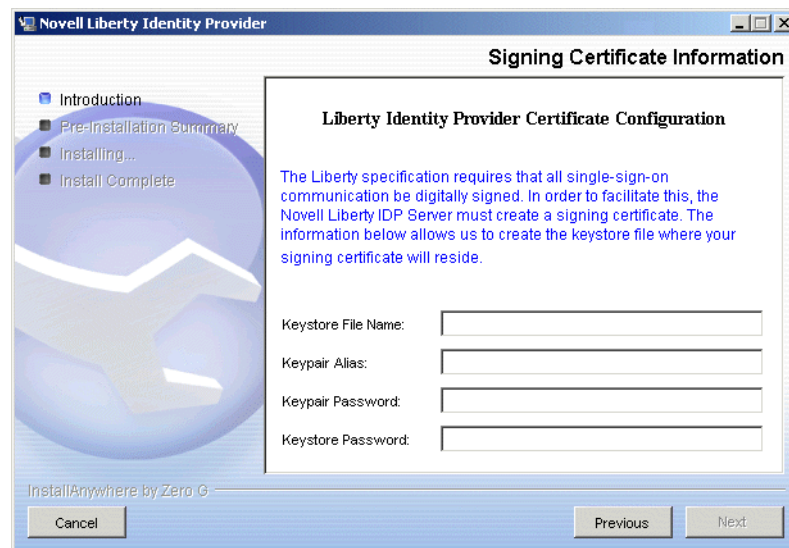 Novell Liberty Identity Provider
Signing Certificate Information
Introduction
Pre-Installation Summary
Installing...
Install Complete
Liberty Identity Provider Certificate Configuration
The Liberty specification requires that all single-sign-on
communication be digitally signed. In order to facilitate this, the
Novell Liberty IDP Server must create a signing certificate. The
information below allows us to create the keystore file where your
signing certificate will reside.
Keystore File Name:
Keypair Alias:
Keypair Password:
Keystore Password:
InstallAnywhere by Zero G
Cancel
Previous
Next